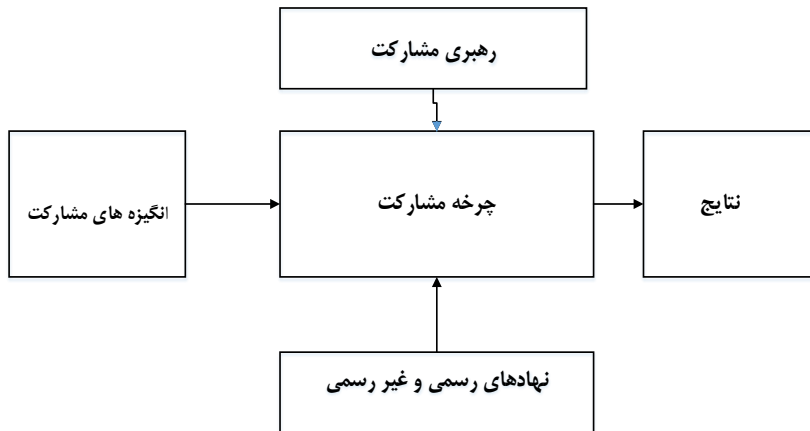 رهبری مشارکت
انگیزه های مشارکت
چرخه مشارکت
نتایج
نهادهای رسمی و غیر رسمی